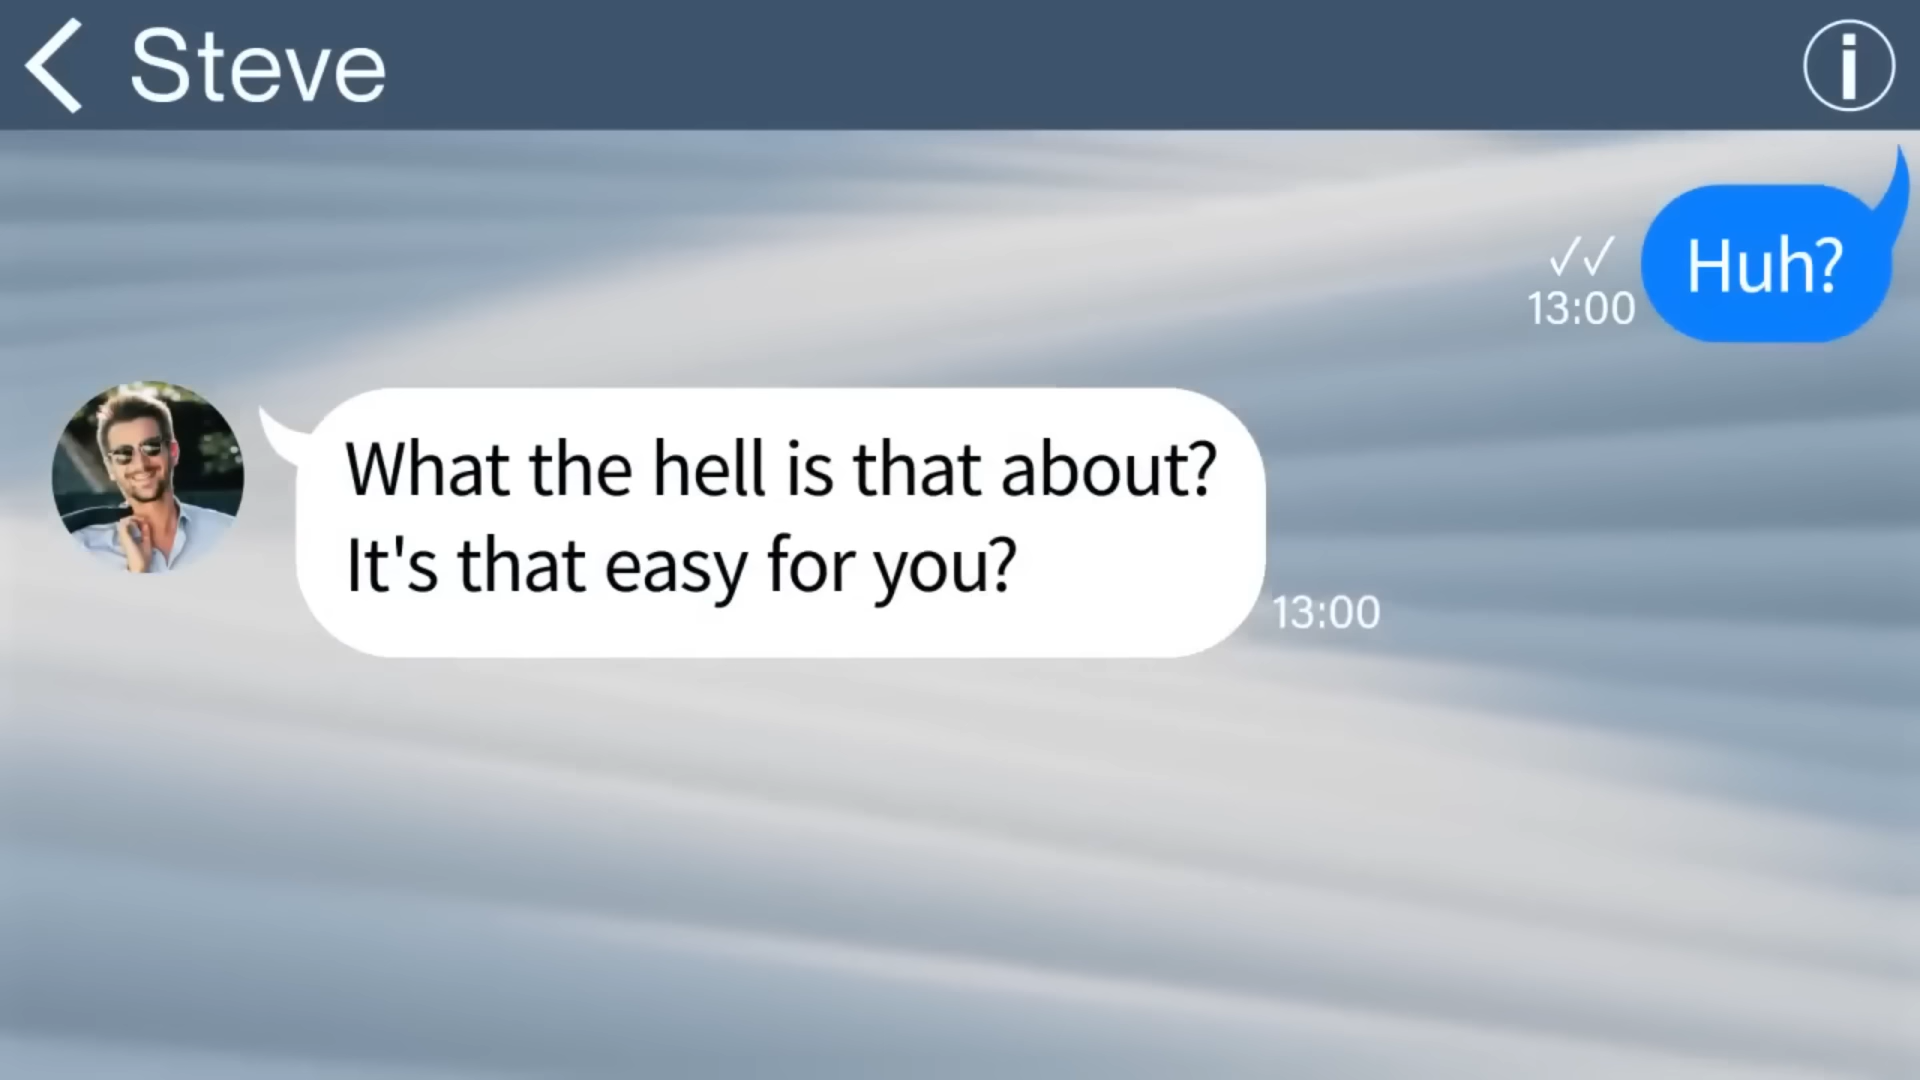 Steve
Huh?
✓✓
13:00
What the hell is that about?
It's that easy for you?
13:00